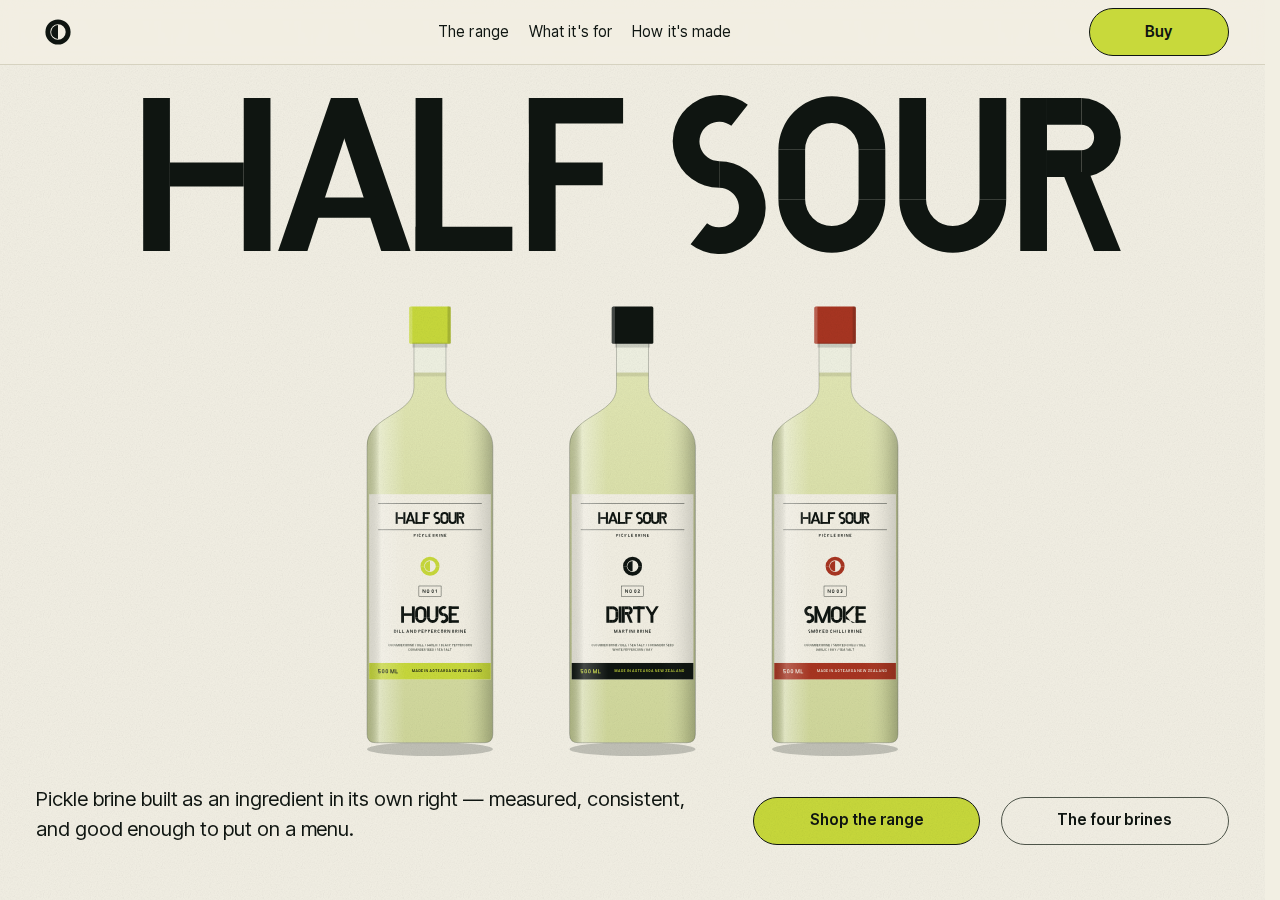 The range What it's for How it's made Buy
HALF SOUR
HALF SOUR
PICKLE BRINE
NO 01
HOUSE
DILL AND PEPPERCORN BRINE
500 ML MADE IN AOTEAROA NEW ZEALAND
HALF SOUR
PICKLE BRINE
NO 02
DIRTY
MARTINI BRINE
500 ML MADE IN AOTEAROA NEW ZEALAND
HALF SOUR
PICKLE BRINE
NO 03
SMOKE
SMOKED CHILLI BRINE
500 ML MADE IN AOTEAROA NEW ZEALAND
Pickle brine built as an ingredient in its own right — measured, consistent,
and good enough to put on a menu.
Shop the range The four brines